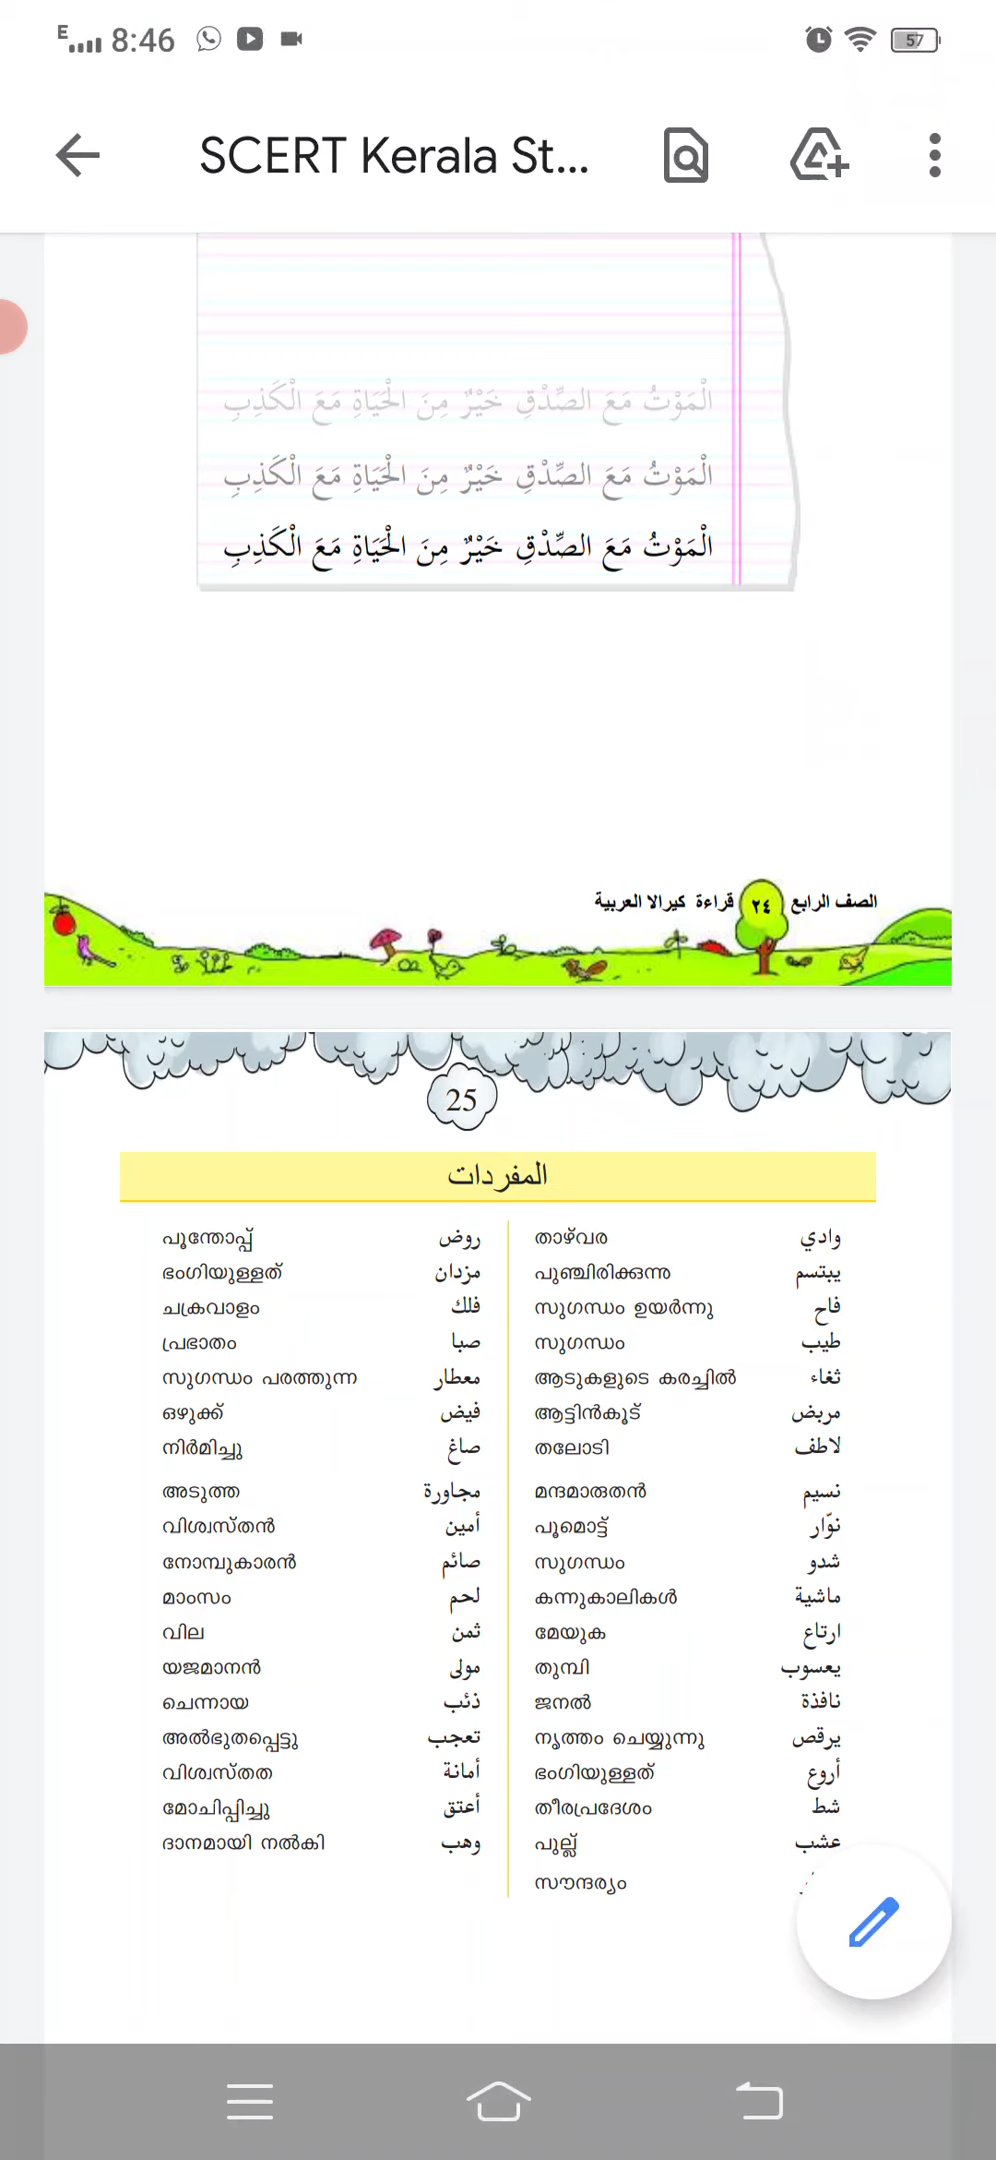 E 8:46 57
SCERT Kerala St...
الْمَوْتُ مَعَ الصِّدْقِ خَيْرٌ مِنَ الْحَيَاةِ مَعَ الْكَذِبِ
الْمَوْتُ مَعَ الصِّدْقِ خَيْرٌ مِنَ الْحَيَاةِ مَعَ الْكَذِبِ
الْمَوْتُ مَعَ الصِّدْقِ خَيْرٌ مِنَ الْحَيَاةِ مَعَ الْكَذِبِ
الصف الرابع ٢٤ قراءة كيرالا العربية
25
المفردات
وادي താഴ്‌വര
يبتسم പുഞ്ചിരിക്കുന്നു
فاح സുഗന്ധം ഉയർന്നു
طيب സുഗന്ധം
ثغاء ആടുകളുടെ കരച്ചിൽ
مربض ആട്ടിൻകൂട്
لاطف തലോടി
نسيم മന്ദമാരുതൻ
نوّار പൂമൊട്ട്
شدو സുഗന്ധം
ماشية കന്നുകാലികൾ
ارتاع മേയുക
يعسوب തുമ്പി
نافذة ജനൽ
يرقص നൃത്തം ചെയ്യുന്നു
أروع ഭംഗിയുള്ളത്
شط തീരപ്രദേശം
عشب പുല്ല്
സൗന്ദര്യം
روض പൂന്തോപ്പ്
مزدان ഭംഗിയുള്ളത്
فلك ചക്രവാളം
صبا പ്രഭാതം
معطار സുഗന്ധം പരത്തുന്ന
فيض ഒഴുക്ക്
صاغ നിർമിച്ചു
مجاورة അടുത്ത
أمين വിശ്വസ്തൻ
صائم നോമ്പുകാരൻ
لحم മാംസം
ثمن വില
مولى യജമാനൻ
ذئب ചെന്നായ
تعجب അൽഭുതപ്പെട്ടു
أمانة വിശ്വസ്തത
أعتق മോചിപ്പിച്ചു
وهب ദാനമായി നൽകി